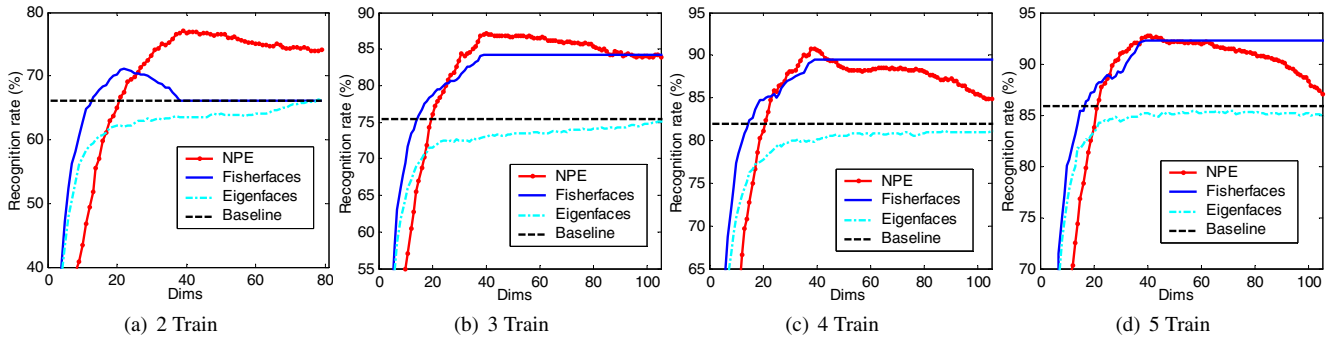 Recognition rate (%)
80
70
60
50
40
0 20 40 60 80
Dims
NPE
Fisherfaces
Eigenfaces
Baseline
(a) 2 Train
Recognition rate (%)
90
85
80
75
70
65
60
55
0 20 40 60 80 100
Dims
NPE
Fisherfaces
Eigenfaces
Baseline
(b) 3 Train
Recognition rate (%)
95
90
85
80
75
70
65
0 20 40 60 80 100
Dims
NPE
Fisherfaces
Eigenfaces
Baseline
(c) 4 Train
Recognition rate (%)
95
90
85
80
75
70
0 20 40 60 80 100
Dims
NPE
Fisherfaces
Eigenfaces
Baseline
(d) 5 Train